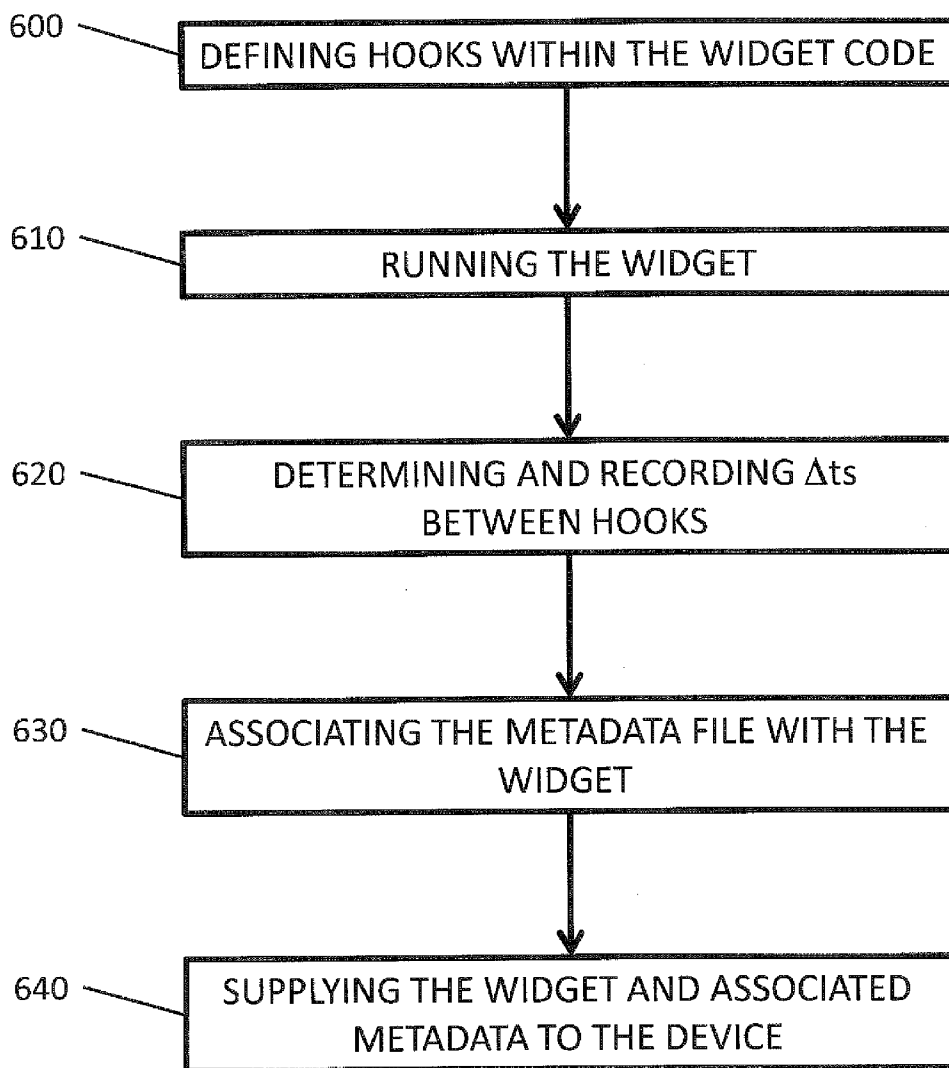 600
DEFINING HOOKS WITHIN THE WIDGET CODE
610
RUNNING THE WIDGET
620
DETERMINING AND RECORDING Δts
BETWEEN HOOKS
630
ASSOCIATING THE METADATA FILE WITH THE
WIDGET
640
SUPPLYING THE WIDGET AND ASSOCIATED
METADATA TO THE DEVICE